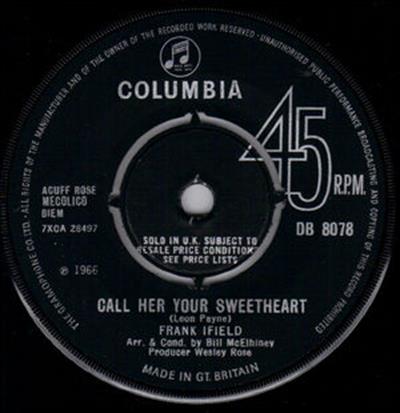 THE GRAMOPHONE CO. LTD. · ALL RIGHTS OF THE MANUFACTURER AND OF THE OWNER OF THE RECORDED WORK RESERVED · UNAUTHORISED PUBLIC PERFORMANCE BROADCASTING AND COPYING OF THIS RECORD PROHIBITED
COLUMBIA
45
R.P.M.
ACUFF ROSE
MECOLICO
BIEM
7XCA 28497
DB 8078
SOLD IN U.K. SUBJECT TO
RESALE PRICE CONDITIONS
SEE PRICE LISTS
℗ 1966
CALL HER YOUR SWEETHEART
(Leon Payne)
FRANK IFIELD
Arr. & Cond. by Bill McElhiney
Producer Wesley Rose
MADE IN GT. BRITAIN